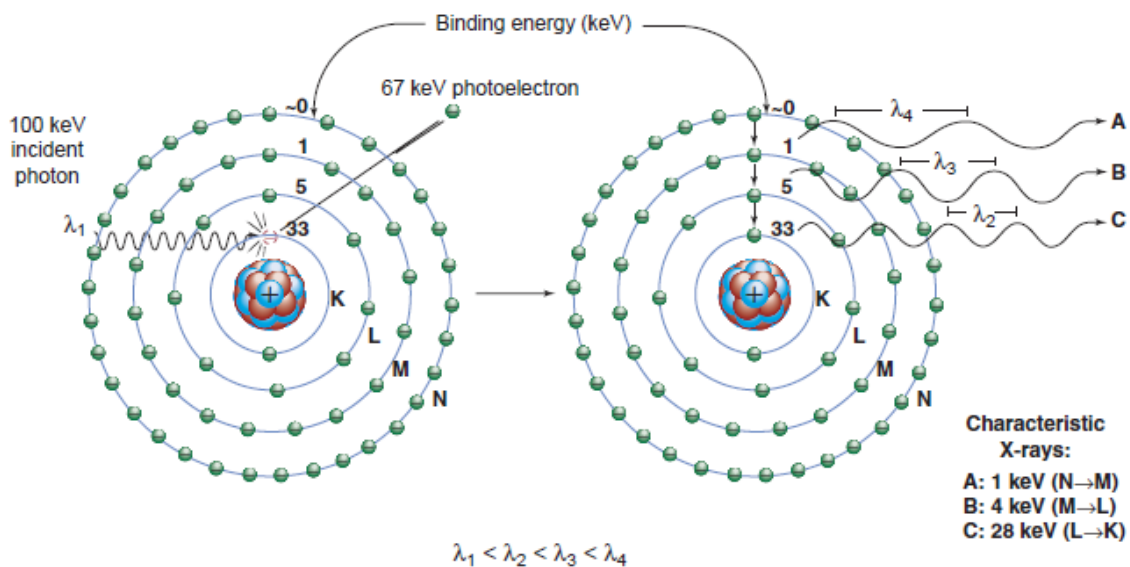 Binding energy (keV)
67 keV photoelectron
100 keV
incident
photon
λ1
~0
1
5
33
+
K
L
M
N
~0
1
5
33
+
K
L
M
N
λ4
A
λ3
B
λ2
C
Characteristic
X-rays:
A: 1 keV (N→M)
B: 4 keV (M→L)
C: 28 keV (L→K)
λ1 < λ2 < λ3 < λ4